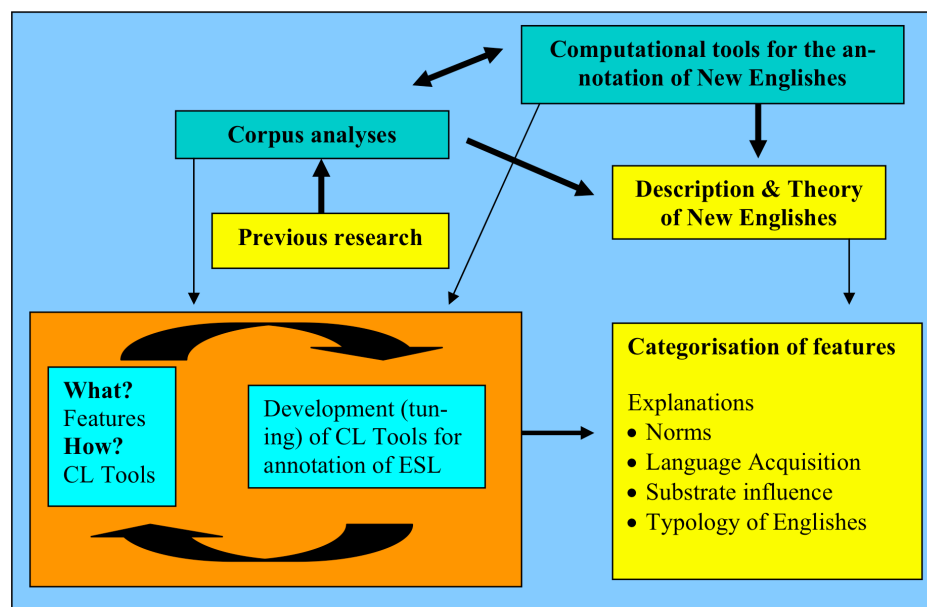 Computational tools for the an-
notation of New Englishes
Corpus analyses
Description & Theory
of New Englishes
Previous research
What?
Features
How?
CL Tools
Development (tun-
ing) of CL Tools for
annotation of ESL
Categorisation of features
Explanations
• Norms
• Language Acquisition
• Substrate influence
• Typology of Englishes